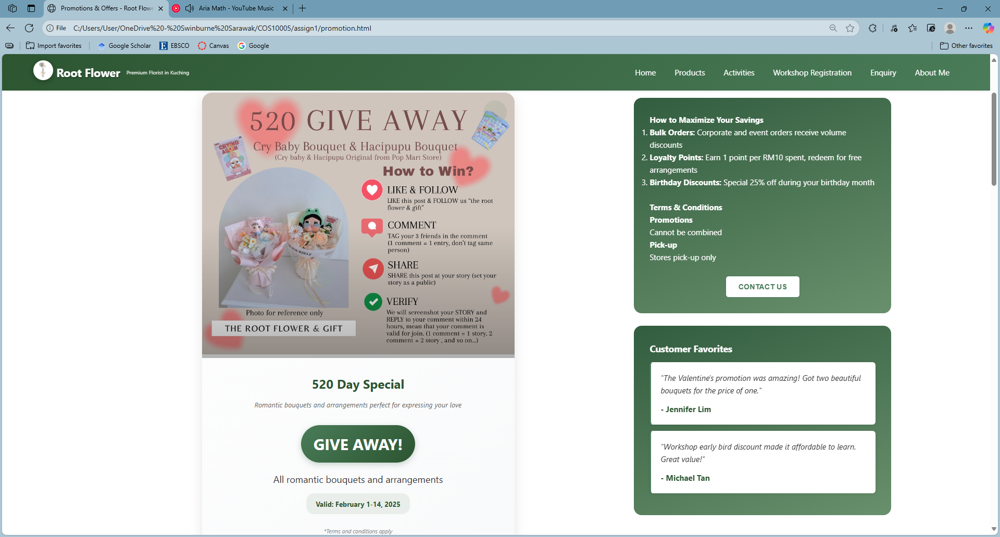 Promotions & Offers - Root Flowe
Aria Math - YouTube Music
File
C:/Users/User/OneDrive%20-%20Swinburne%20Sarawak/COS10005/assign1/promotion.html
Import favorites
Google Scholar
EBSCO
Canvas
Google
Other favorites
Root Flower
Premium Florist in Kuching
Home
Products
Activities
Workshop Registration
Enquiry
About Me
520 GIVE AWAY
Cry Baby Bouquet & Hacipupu Bouquet
(Cry baby & Hacipupu Original from Pop Mart Store)
CRYING
AGAIN
How to Win?
LIKE & FOLLOW
LIKE this post & FOLLOW us "the root
flower & gift"
COMMENT
TAG your 3 friends in the comment
(1 comment = 1 entry, don't tag same
person)
SHARE
SHARE this post at your story (set your
story as a public)
VERIFY
We will screenshot your STORY and
REPLY to your comment within 24
hours, mean that your comment is
valid for join. (1 comment = 1 story, 2
comment = 2 story , and so on...)
YOURSELF
Photo for reference only
THE ROOT FLOWER & GIFT
520 Day Special
Romantic bouquets and arrangements perfect for expressing your love
GIVE AWAY!
All romantic bouquets and arrangements
Valid: February 1-14, 2025
*Terms and conditions apply
How to Maximize Your Savings
1. Bulk Orders: Corporate and event orders receive volume
discounts
2. Loyalty Points: Earn 1 point per RM10 spent, redeem for free
arrangements
3. Birthday Discounts: Special 25% off during your birthday month
Terms & Conditions
Promotions
Cannot be combined
Pick-up
Stores pick-up only
CONTACT US
Customer Favorites
"The Valentine's promotion was amazing! Got two beautiful
bouquets for the price of one."
- Jennifer Lim
"Workshop early bird discount made it affordable to learn.
Great value!"
- Michael Tan